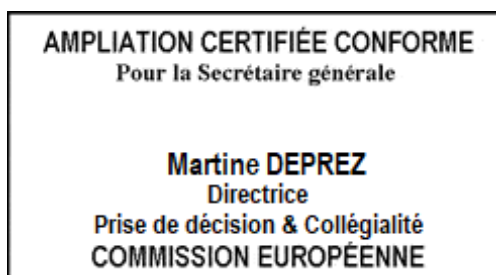 AMPLIATION CERTIFIÉE CONFORME
Pour la Secrétaire générale
Martine DEPREZ
Directrice
Prise de décision & Collégialité
COMMISSION EUROPÉENNE